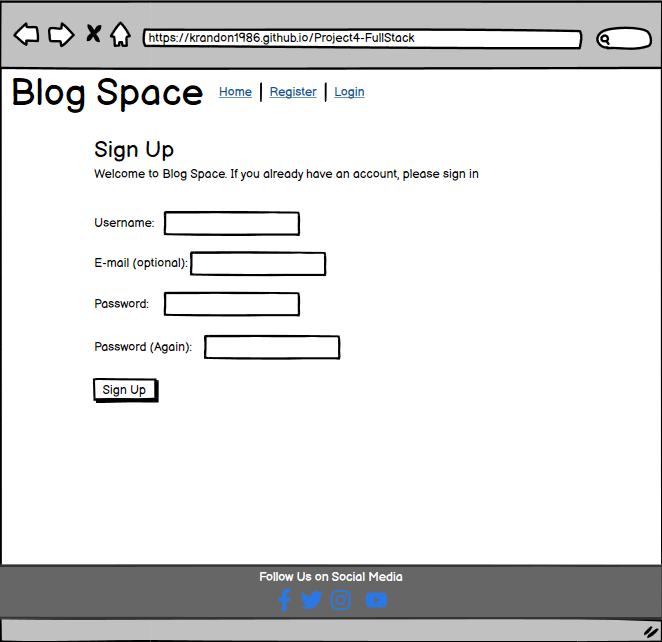 https://krandon1986.github.io/Project4-FullStack
Blog Space Home Register Login
Sign Up
Welcome to Blog Space. If you already have an account, please sign in
Username:
E-mail (optional):
Password:
Password (Again):
Sign Up
Follow Us on Social Media